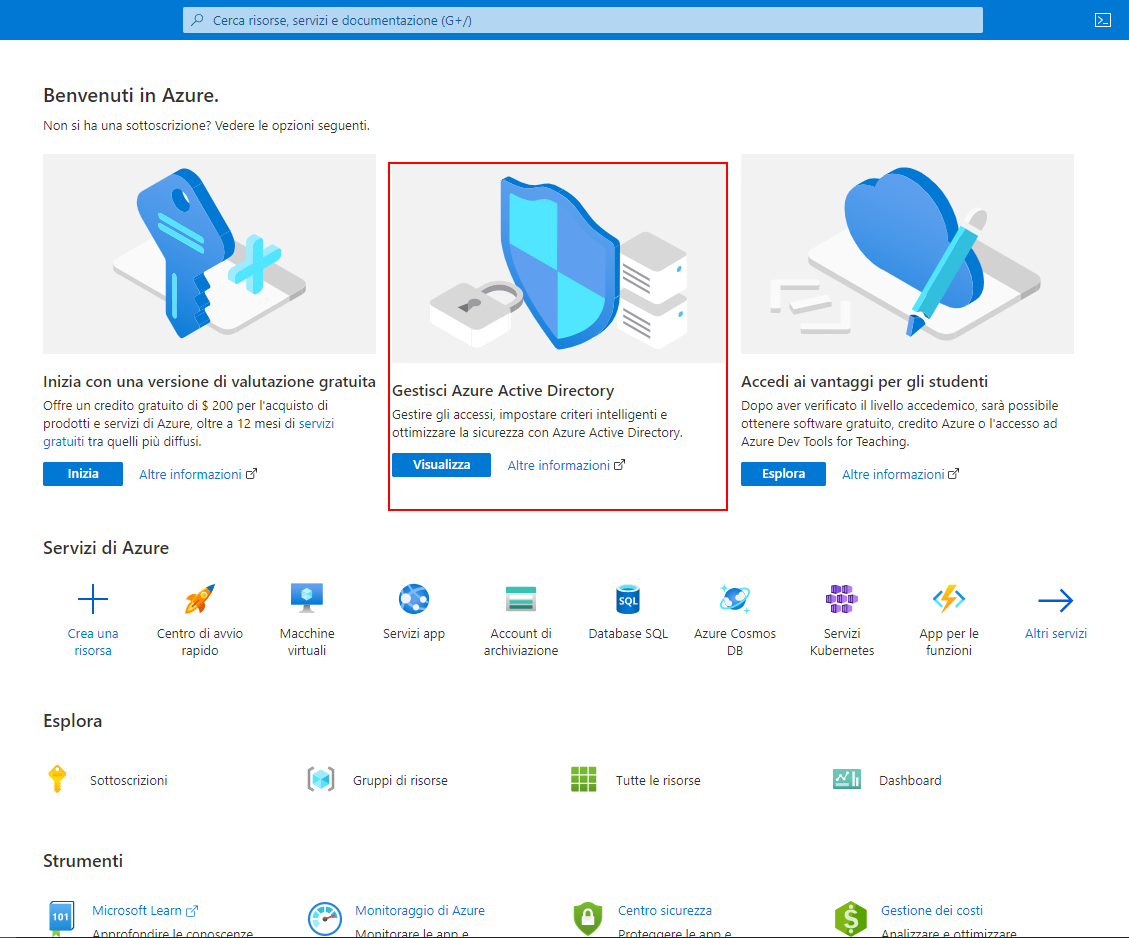 Cerca risorse, servizi e documentazione (G+/)
Benvenuti in Azure.
Non si ha una sottoscrizione? Vedere le opzioni seguenti.
Inizia con una versione di valutazione gratuita
Offre un credito gratuito di $ 200 per l'acquisto di
prodotti e servizi di Azure, oltre a 12 mesi di servizi
gratuiti tra quelli più diffusi.
Inizia
Altre informazioni
Gestisci Azure Active Directory
Gestire gli accessi, impostare criteri intelligenti e
ottimizzare la sicurezza con Azure Active Directory.
Visualizza
Altre informazioni
Accedi ai vantaggi per gli studenti
Dopo aver verificato il livello accedemico, sarà possibile
ottenere software gratuito, credito Azure o l'accesso ad
Azure Dev Tools for Teaching.
Esplora
Altre informazioni
Servizi di Azure
Crea una
risorsa
Centro di avvio
rapido
Macchine
virtuali
Servizi app
Account di
archiviazione
SQL
Database SQL
Azure Cosmos
DB
Servizi
Kubernetes
App per le
funzioni
Altri servizi
Esplora
Sottoscrizioni
Gruppi di risorse
Tutte le risorse
Dashboard
Strumenti
101
Microsoft Learn
Approfondire le conoscenze
Monitoraggio di Azure
Monitorare le app e
Centro sicurezza
Proteggere le app e
$
Gestione dei costi
Analizzare e ottimizzare